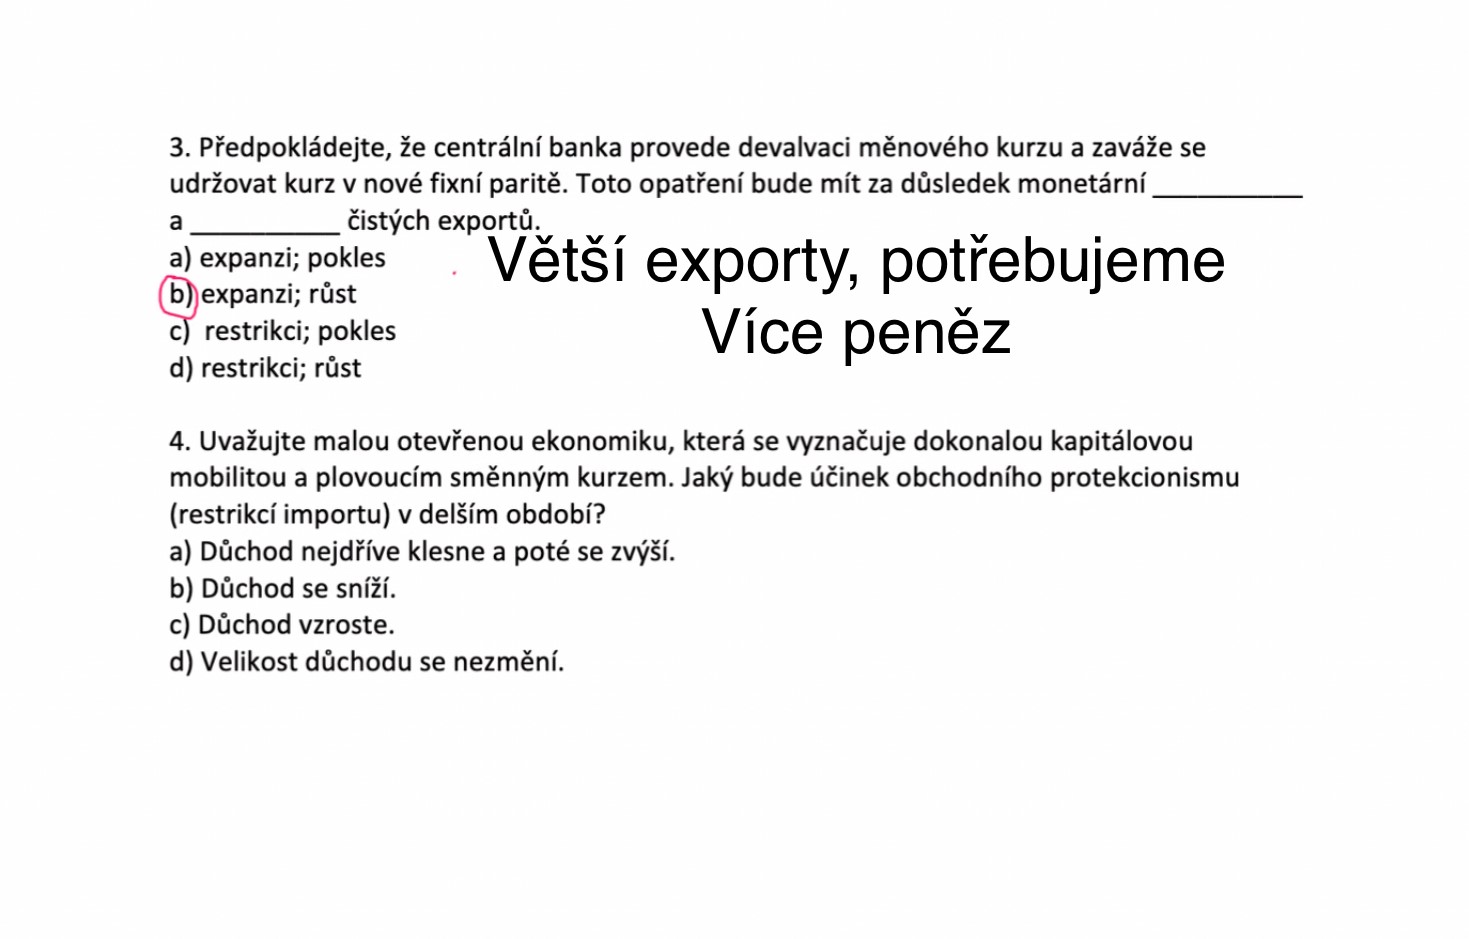 3. Předpokládejte, že centrální banka provede devalvaci měnového kurzu a zaváže se
udržovat kurz v nové fixní paritě. Toto opatření bude mít za důsledek monetární __________
a __________ čistých exportů.
a) expanzi; pokles
b) expanzi; růst
c) restrikci; pokles
d) restrikci; růst
Větší exporty, potřebujeme
Více peněz
4. Uvažujte malou otevřenou ekonomiku, která se vyznačuje dokonalou kapitálovou
mobilitou a plovoucím směnným kurzem. Jaký bude účinek obchodního protekcionismu
(restrikcí importu) v delším období?
a) Důchod nejdříve klesne a poté se zvýší.
b) Důchod se sníží.
c) Důchod vzroste.
d) Velikost důchodu se nezmění.